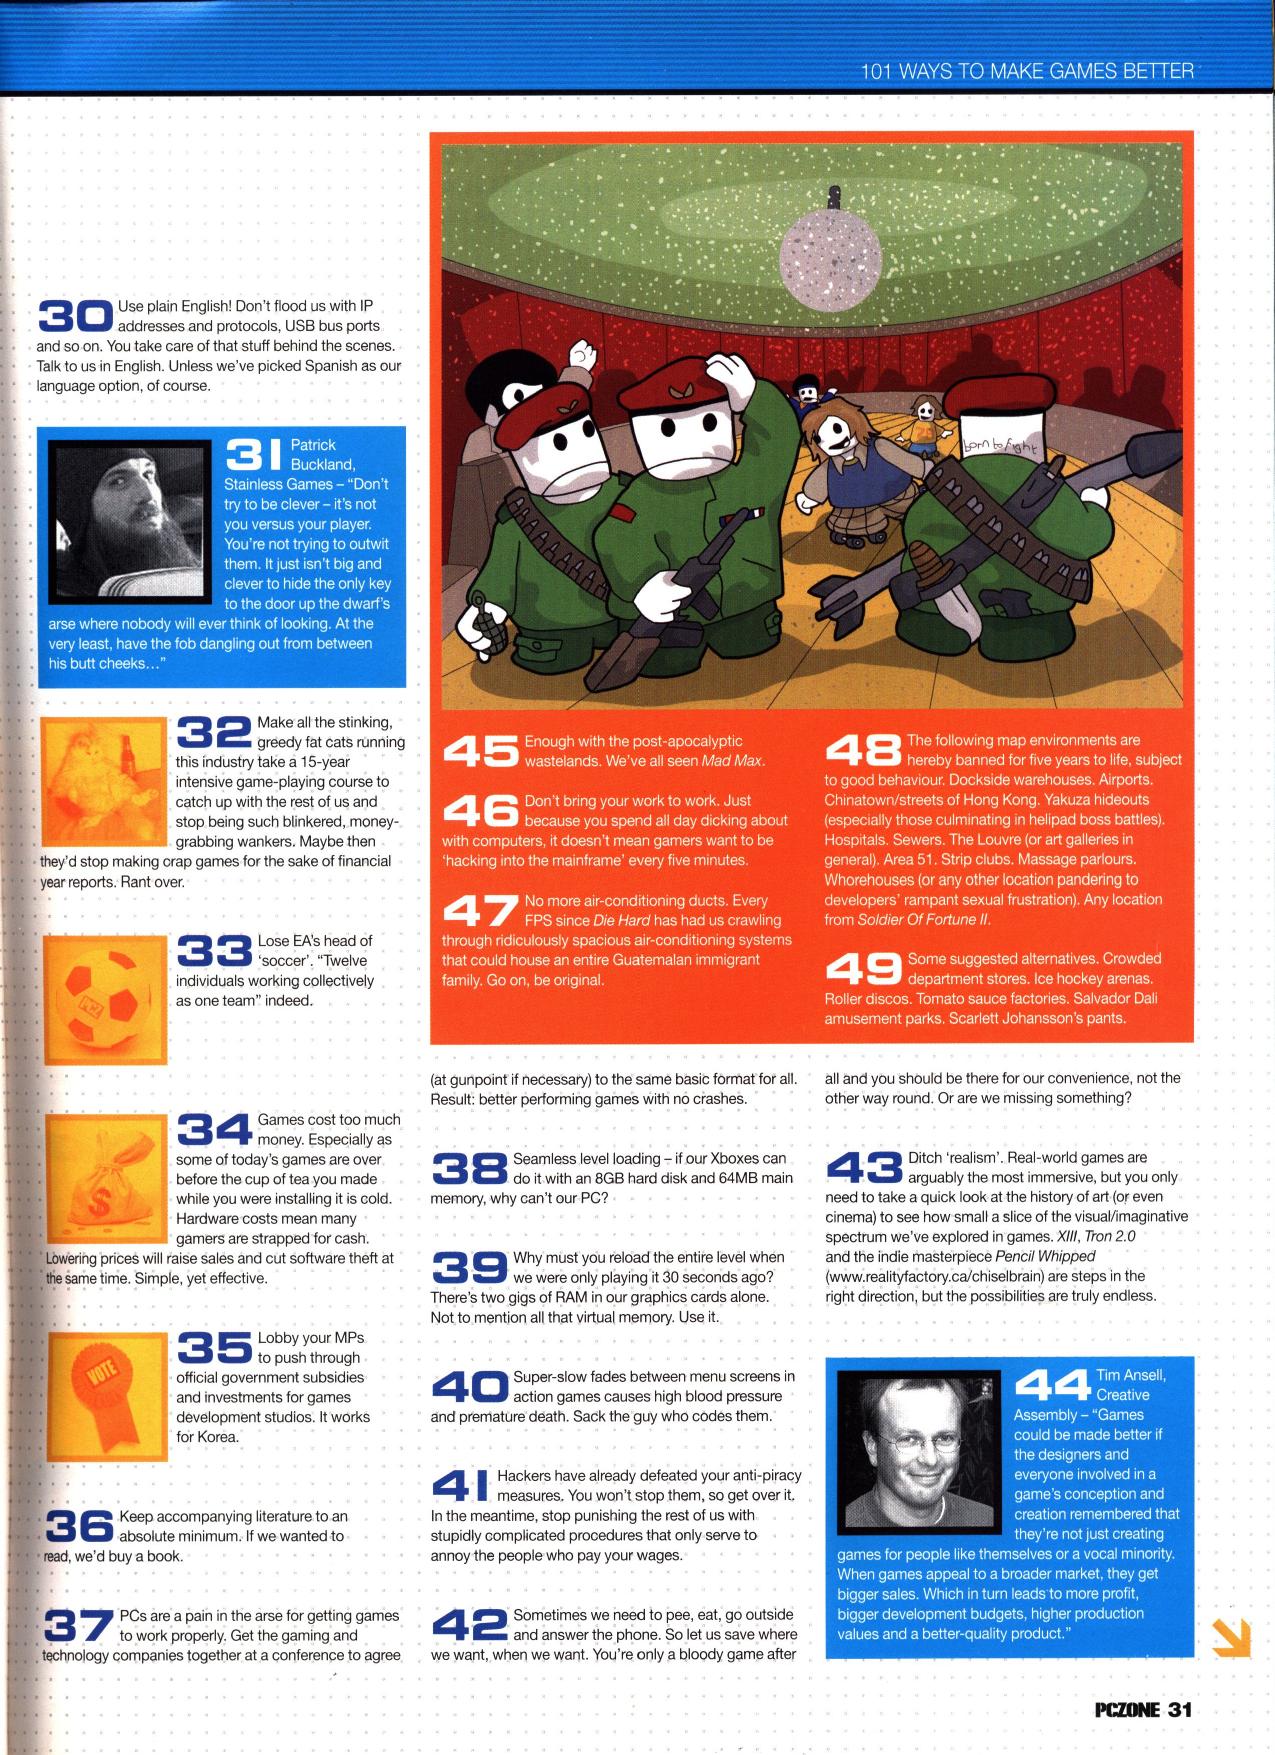 101 WAYS TO MAKE GAMES BETTER
30 Use plain English! Don't flood us with IP
addresses and protocols, USB bus ports
and so on. You take care of that stuff behind the scenes.
Talk to us in English. Unless we've picked Spanish as our
language option, of course.
31 Patrick
Buckland,
Stainless Games – “Don't
try to be clever – it's not
you versus your player.
You're not trying to outwit
them. It just isn't big and
clever to hide the only key
to the door up the dwarf's
arse where nobody will ever think of looking. At the
very least, have the fob dangling out from between
his butt cheeks…”
32 Make all the stinking,
greedy fat cats running
this industry take a 15-year
intensive game-playing course to
catch up with the rest of us and
stop being such blinkered, money-
grabbing wankers. Maybe then
they'd stop making crap games for the sake of financial
year reports. Rant over.
33 Lose EA's head of
‘soccer’. “Twelve
individuals working collectively
as one team” indeed.
34 Games cost too much
money. Especially as
some of today's games are over
before the cup of tea you made
while you were installing it is cold.
Hardware costs mean many
gamers are strapped for cash.
Lowering prices will raise sales and cut software theft at
the same time. Simple, yet effective.
$
VOTE
35 Lobby your MPs
to push through
official government subsidies
and investments for games
development studios. It works
for Korea.
36 Keep accompanying literature to an
absolute minimum. If we wanted to
read, we'd buy a book.
37 PCs are a pain in the arse for getting games
to work properly. Get the gaming and
technology companies together at a conference to agree
(at gunpoint if necessary) to the same basic format for all.
Result: better performing games with no crashes.
38 Seamless level loading – if our Xboxes can
do it with an 8GB hard disk and 64MB main
memory, why can't our PC?
39 Why must you reload the entire level when
we were only playing it 30 seconds ago?
There's two gigs of RAM in our graphics cards alone.
Not to mention all that virtual memory. Use it.
40 Super-slow fades between menu screens in
action games causes high blood pressure
and premature death. Sack the guy who codes them.
41 Hackers have already defeated your anti-piracy
measures. You won't stop them, so get over it.
In the meantime, stop punishing the rest of us with
stupidly complicated procedures that only serve to
annoy the people who pay your wages.
42 Sometimes we need to pee, eat, go outside
and answer the phone. So let us save where
we want, when we want. You're only a bloody game after
all and you should be there for our convenience, not the
other way round. Or are we missing something?
43 Ditch ‘realism’. Real-world games are
arguably the most immersive, but you only
need to take a quick look at the history of art (or even
cinema) to see how small a slice of the visual/imaginative
spectrum we've explored in games. XIII, Tron 2.0
and the indie masterpiece Pencil Whipped
(www.realityfactory.ca/chiselbrain) are steps in the
right direction, but the possibilities are truly endless.
44 Tim Ansell,
Creative
Assembly – “Games
could be made better if
the designers and
everyone involved in a
game's conception and
creation remembered that
they're not just creating
games for people like themselves or a vocal minority.
When games appeal to a broader market, they get
bigger sales. Which in turn leads to more profit,
bigger development budgets, higher production
values and a better-quality product.”
born to fight
45 Enough with the post-apocalyptic
wastelands. We've all seen Mad Max.
46 Don't bring your work to work. Just
because you spend all day dicking about
with computers, it doesn't mean gamers want to be
‘hacking into the mainframe’ every five minutes.
47 No more air-conditioning ducts. Every
FPS since Die Hard has had us crawling
through ridiculously spacious air-conditioning systems
that could house an entire Guatemalan immigrant
family. Go on, be original.
48 The following map environments are
hereby banned for five years to life, subject
to good behaviour. Dockside warehouses. Airports.
Chinatown/streets of Hong Kong. Yakuza hideouts
(especially those culminating in helipad boss battles).
Hospitals. Sewers. The Louvre (or art galleries in
general). Area 51. Strip clubs. Massage parlours.
Whorehouses (or any other location pandering to
developers' rampant sexual frustration). Any location
from Soldier Of Fortune II.
49 Some suggested alternatives. Crowded
department stores. Ice hockey arenas.
Roller discos. Tomato sauce factories. Salvador Dali
amusement parks. Scarlett Johansson's pants.
PCZONE 31